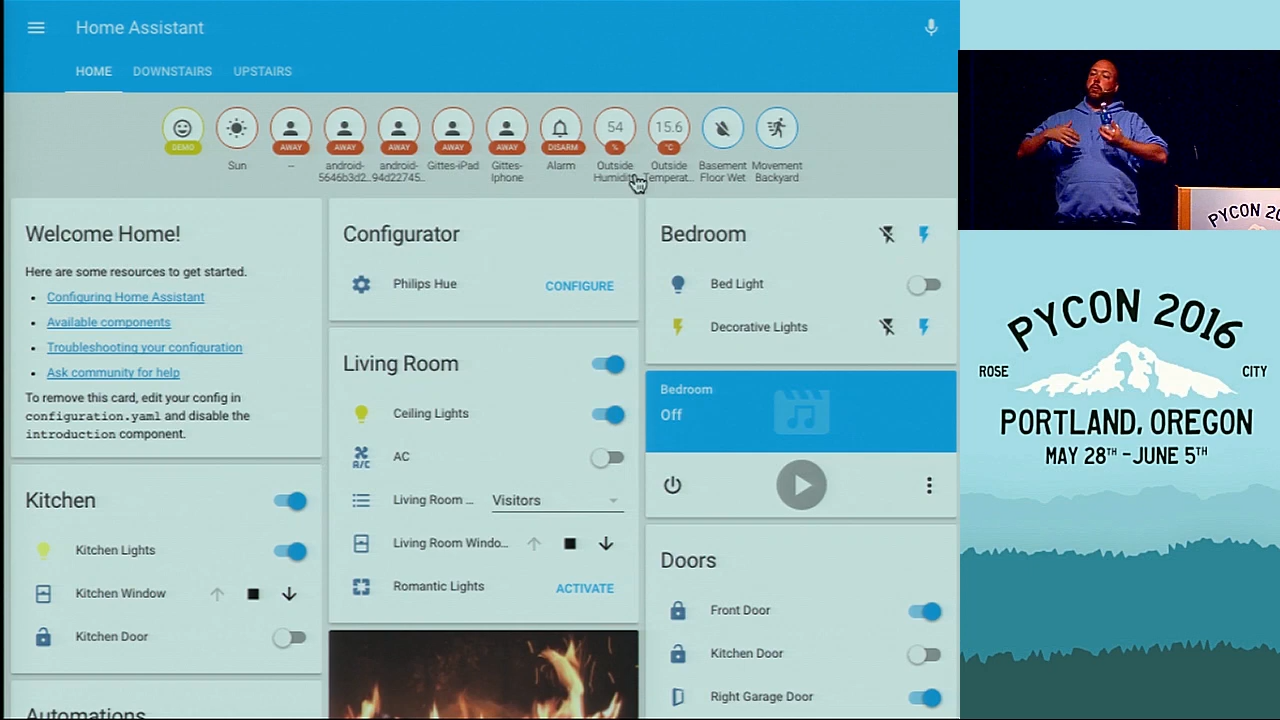 Home Assistant
HOME DOWNSTAIRS UPSTAIRS
DEMO
Sun
AWAY
–
AWAY
android-
5646b3d2..
AWAY
android-
94d22745..
AWAY
Gittes-iPad
AWAY
Gittes-
Iphone
DISARM
Alarm
54
%
Outside
Humidit
15.6
°C
Outside
Temperat..
Basement
Floor Wet
Movement
Backyard
Welcome Home!
Here are some resources to get started.
Configuring Home Assistant
Available components
Troubleshooting your configuration
Ask community for help
To remove this card, edit your config in
configuration.yaml and disable the
introduction component.
Kitchen
Kitchen Lights
Kitchen Window
Kitchen Door
Automations
Configurator
Philips Hue CONFIGURE
Living Room
Ceiling Lights
A/C AC
Living Room ... Visitors
Living Room Windo...
Romantic Lights ACTIVATE
Bedroom
Bed Light
Decorative Lights
Bedroom
Off
Doors
Front Door
Kitchen Door
Right Garage Door
PYCON 20
PYCON 2016
ROSE CITY
PORTLAND, OREGON
MAY 28TH - JUNE 5TH